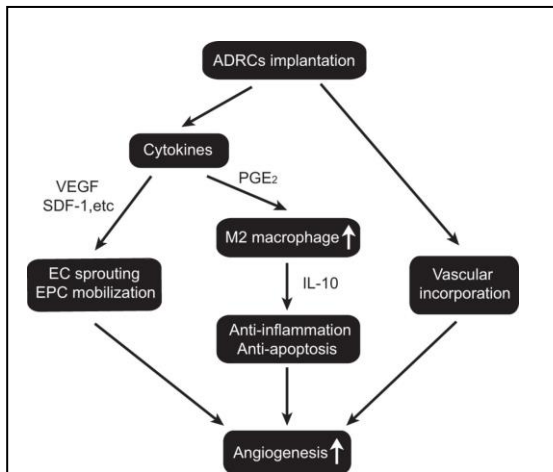 ADRCs implantation
Cytokines
VEGF
SDF-1,etc
PGE₂
M2 macrophage
EC sprouting
EPC mobilization
IL-10
Vascular
incorporation
Anti-inflammation
Anti-apoptosis
Angiogenesis